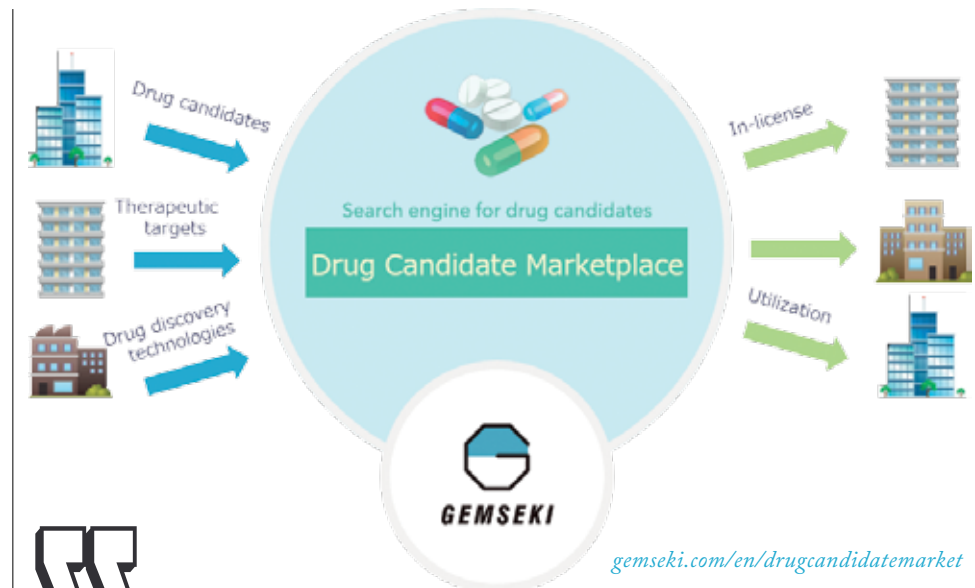 Drug candidates
Therapeutic
targets
Drug discovery
technologies
Search engine for drug candidates
Drug Candidate Marketplace
In-license
Utilization
GEMSEKI
gemseki.com/en/drugcandidatemarket